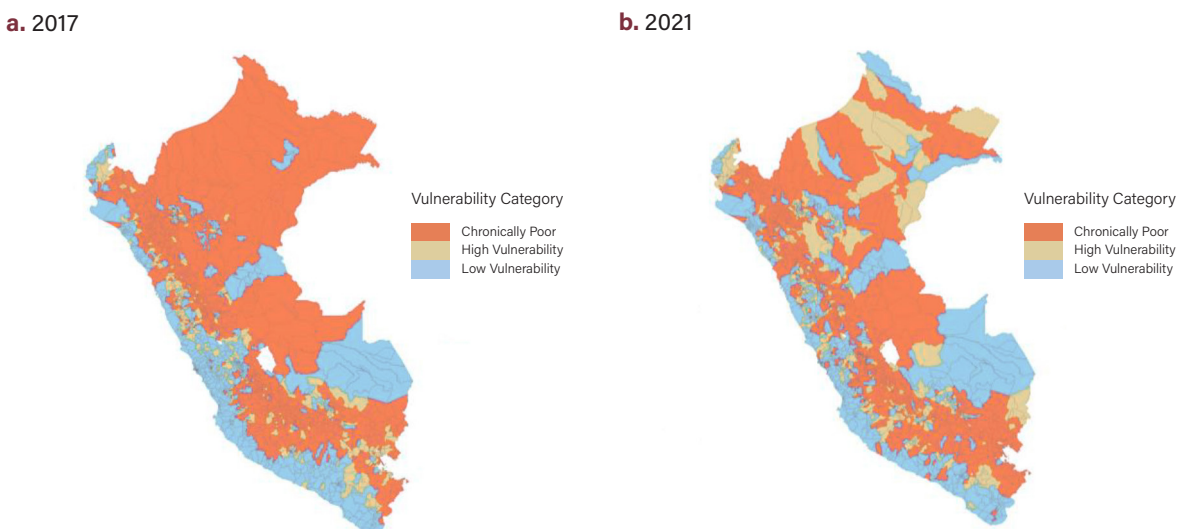 a. 2017
Vulnerability Category
Chronically Poor
High Vulnerability
Low Vulnerability
b. 2021
Vulnerability Category
Chronically Poor
High Vulnerability
Low Vulnerability